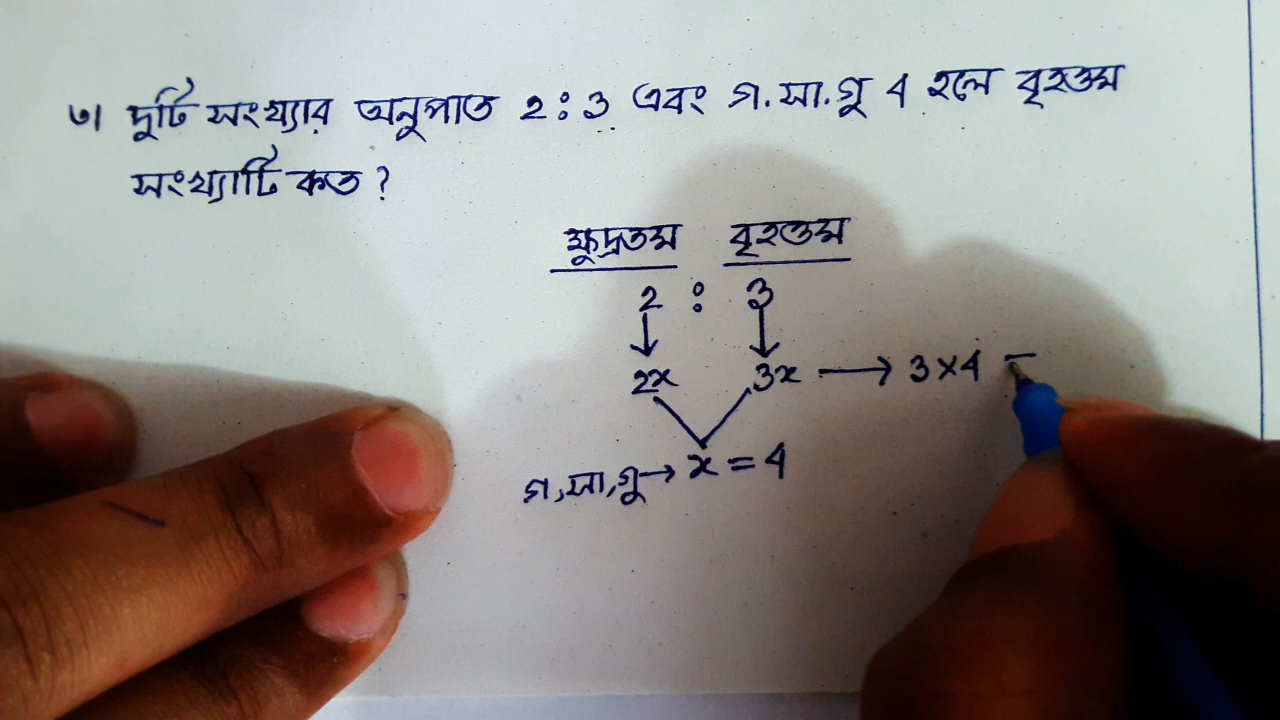 ৩। দুটি সংখ্যার অনুপাত 2 : 3 এবং গ.সা.গু 4 হলে বৃহত্তম
সংখ্যাটি কত ?
ক্ষুদ্রতম বৃহত্তম
2 : 3
2x 3x → 3×4
গ,সা,গু→ x = 4